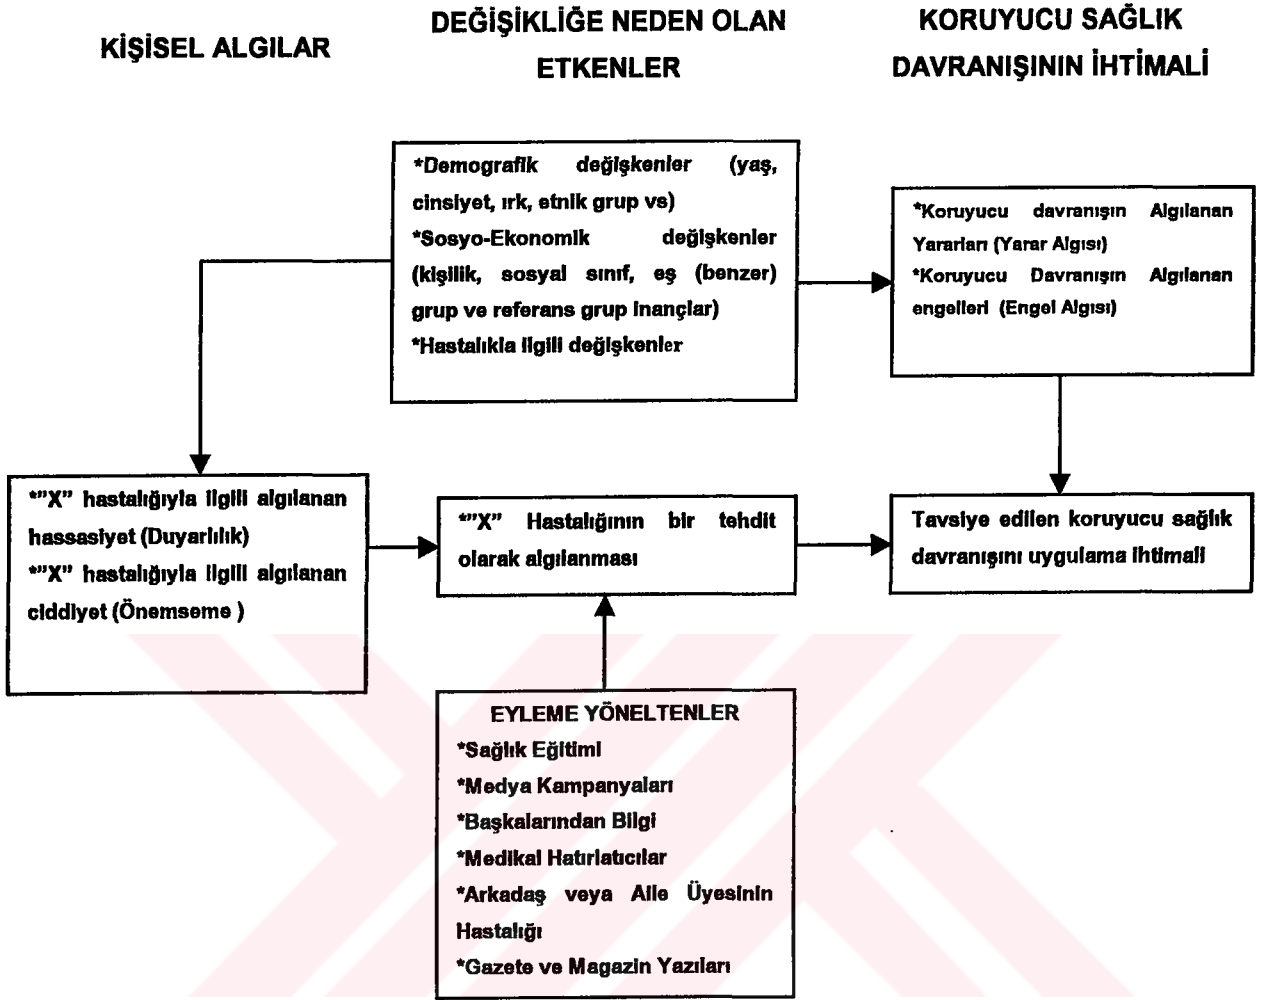 KİŞİSEL ALGILAR
DEĞİŞİKLİĞE NEDEN OLAN
ETKENLER
KORUYUCU SAĞLIK
DAVRANIŞININ İHTİMALİ
*Demografik değişkenler (yaş,
cinsiyet, ırk, etnik grup vs)
*Sosyo-Ekonomik değişkenler
(kişilik, sosyal sınıf, eş (benzer)
grup ve referans grup inançlar)
*Hastalıkla ilgili değişkenler
*Koruyucu davranışın Algılanan
Yararları (Yarar Algısı)
*Koruyucu Davranışın Algılanan
engelleri (Engel Algısı)
*"X" hastalığıyla ilgili algılanan
hassasiyet (Duyarlılık)
*"X" hastalığıyla ilgili algılanan
ciddiyet (Önemseme )
*"X" Hastalığının bir tehdit
olarak algılanması
Tavsiye edilen koruyucu sağlık
davranışını uygulama ihtimali
EYLEME YÖNELTENLER
*Sağlık Eğitimi
*Medya Kampanyaları
*Başkalarından Bilgi
*Medikal Hatırlatıcılar
*Arkadaş veya Aile Üyesinin
Hastalığı
*Gazete ve Magazin Yazıları